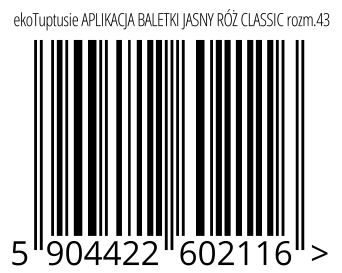 ekoTuptusie APLIKACJA BALETKI JASNY RÓŻ CLASSIC rozm.43
5 904422 602116 >